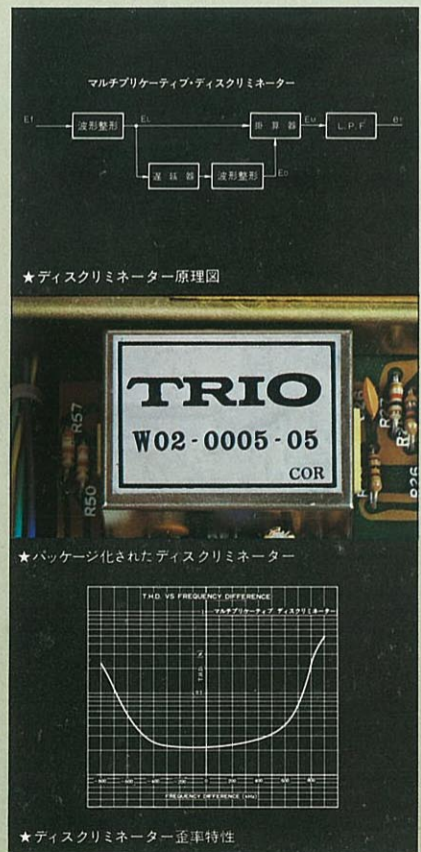 マルチプリケーティブ・ディスクリミネーター
Ef 波形整形 EL 掛算器 EM L.P.F
遅延器 波形整形 ED
★ディスクリミネーター原理図
TRIO
W02-0005-05
COR
R57
R50
R26
★パッケージ化されたディスクリミネーター
T.H.D. VS FREQUENCY DIFFERENCE
マルチプリケーティブ ディスクリミネーター
T.H.D. (%)
FREQUENCY DIFFERENCE (kHz)
★ディスクリミネーター歪率特性